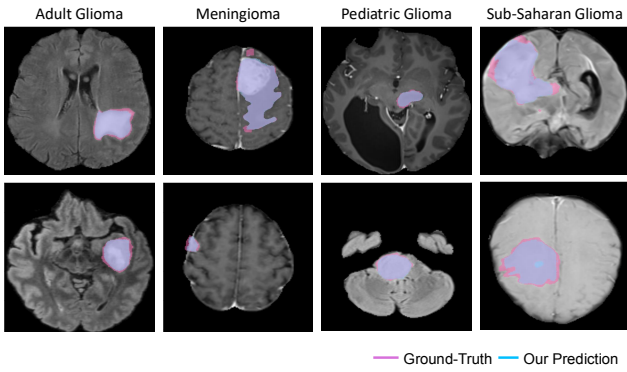 Adult Glioma
Meningioma
Pediatric Glioma
Sub-Saharan Glioma
Ground-Truth
Our Prediction